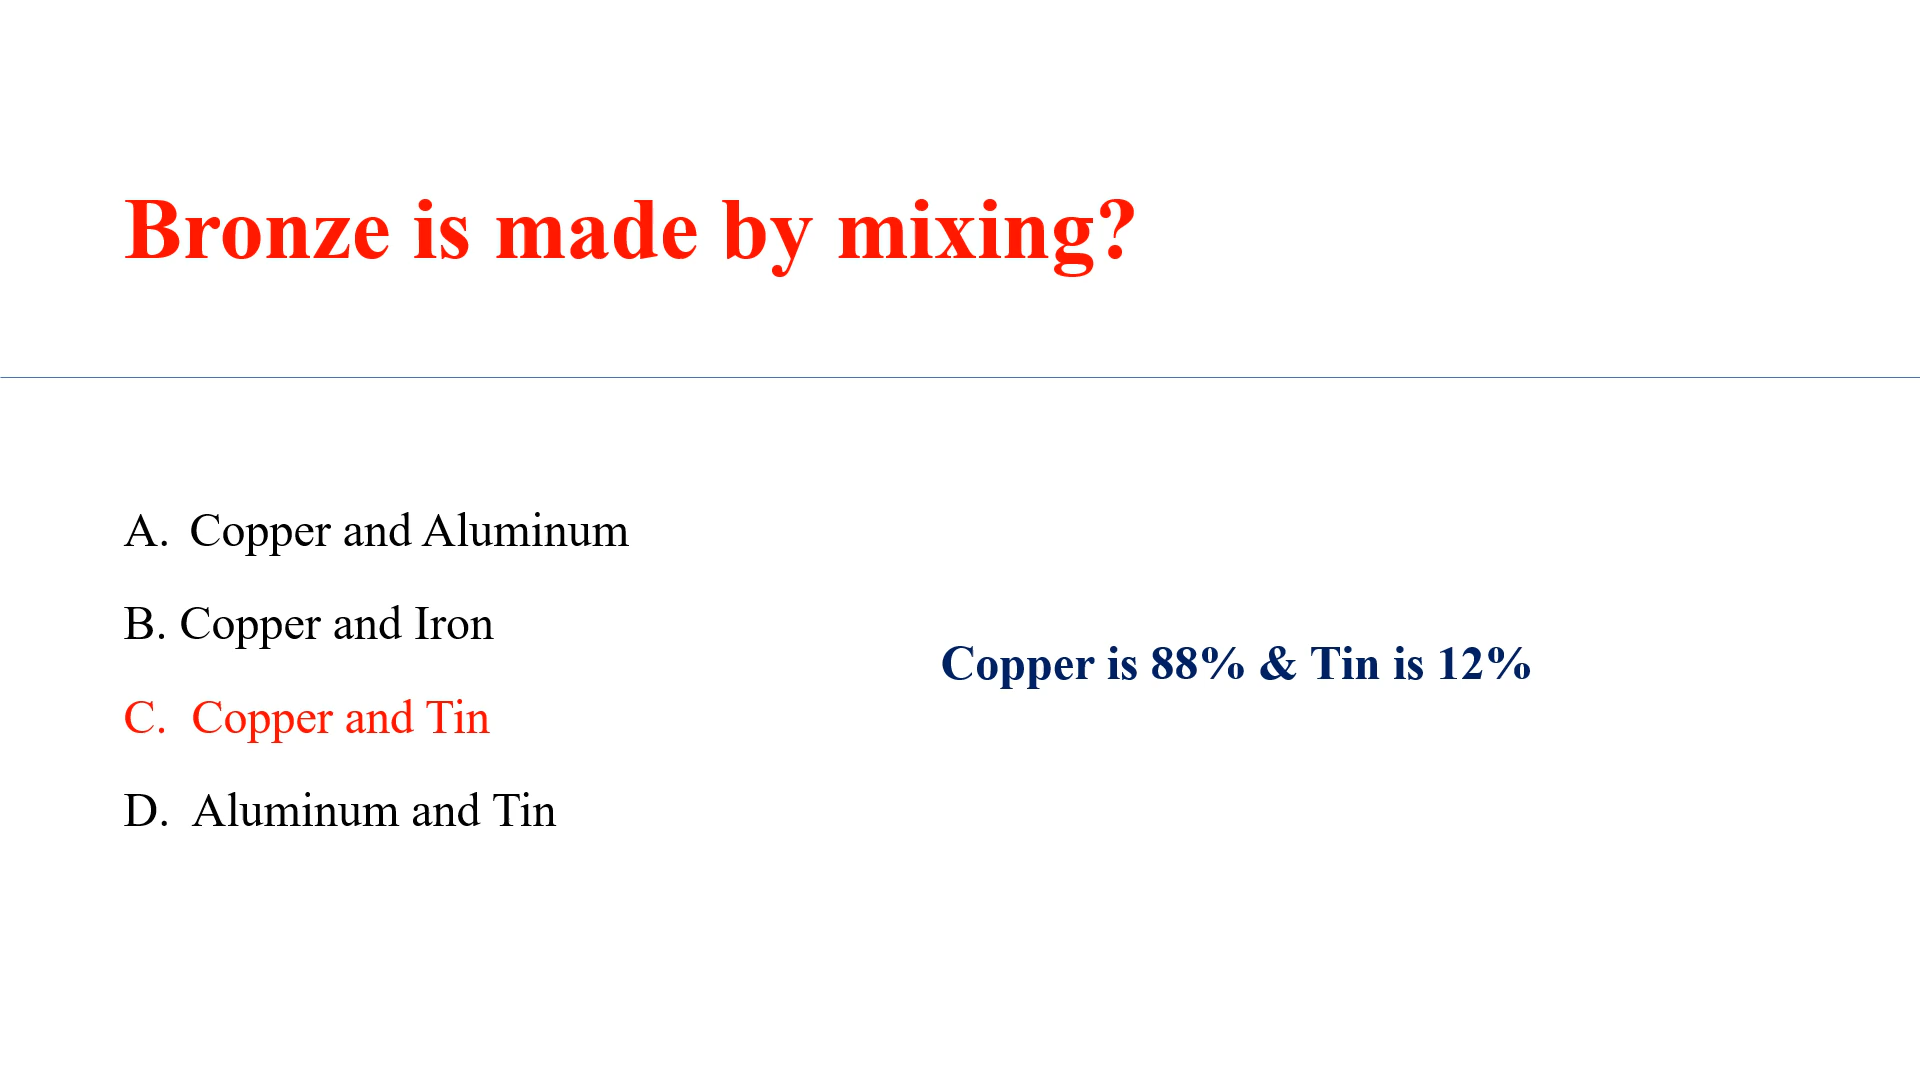 Bronze is made by mixing?
A. Copper and Aluminum
B. Copper and Iron
C. Copper and Tin
D. Aluminum and Tin
Copper is 88% & Tin is 12%